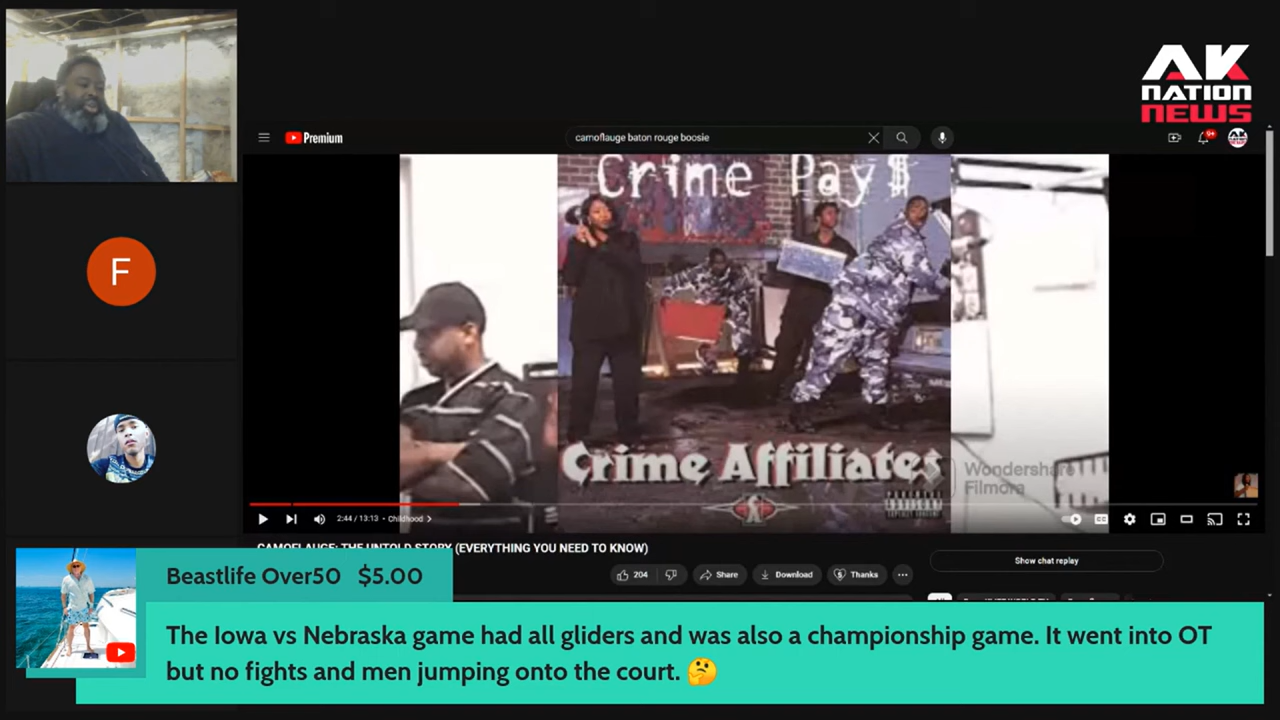 AK
NATION
NEWS
Premium
camoflauge baton rouge boosie
9+
Crime Pay$
Crime Affiliates
Wondershare
Filmora
F
2:44 / 13:13 • Childhood
CAMOFLAUGE: THE UNTOLD STORY (EVERYTHING YOU NEED TO KNOW)
204
Share
Download
Thanks
Show chat replay
Beastlife Over50 $5.00
The Iowa vs Nebraska game had all gliders and was also a championship game. It went into OT
but no fights and men jumping onto the court. 🤔